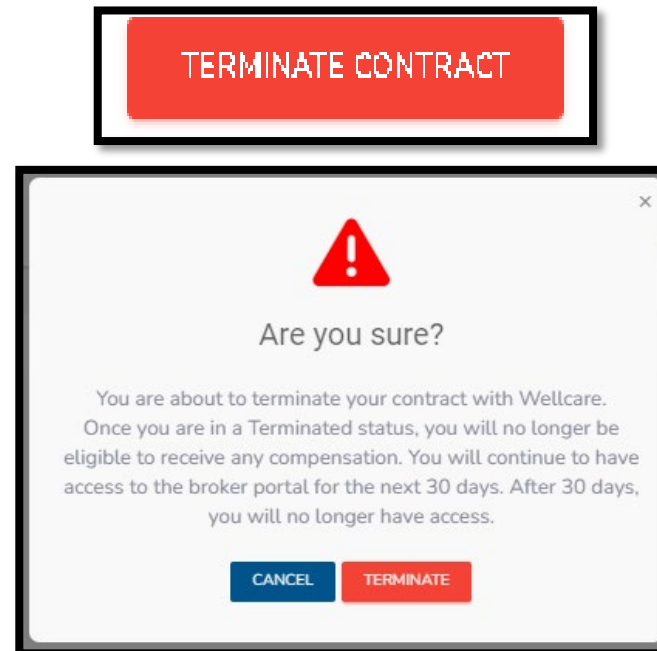 TERMINATE CONTRACT
×
Are you sure?
You are about to terminate your contract with Wellcare.
Once you are in a Terminated status, you will no longer be
eligible to receive any compensation. You will continue to have
access to the broker portal for the next 30 days. After 30 days,
you will no longer have access.
CANCEL TERMINATE